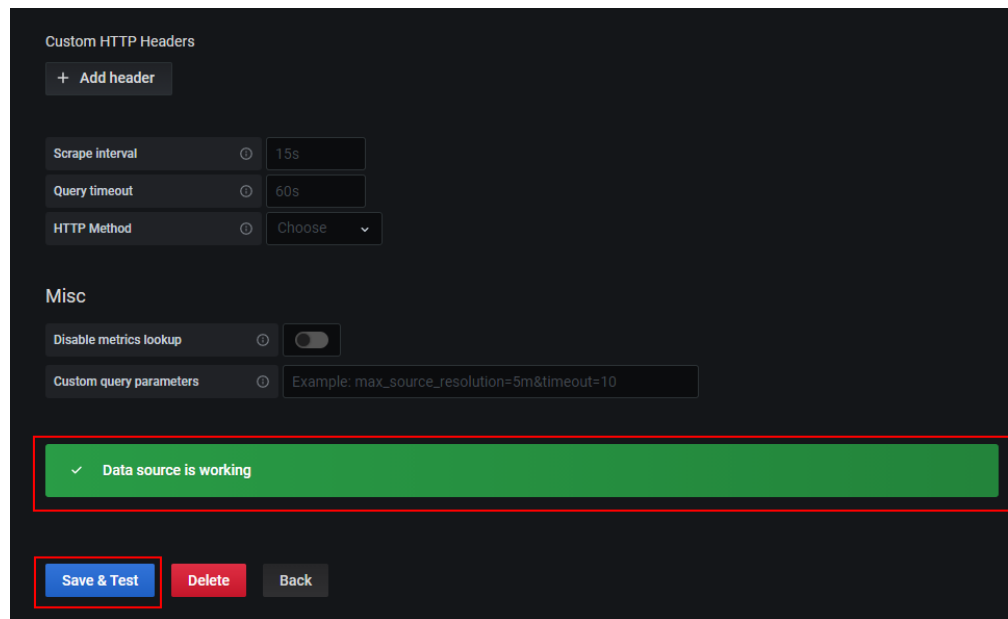 Custom HTTP Headers
+ Add header
Scrape interval 15s
Query timeout 60s
HTTP Method Choose
Misc
Disable metrics lookup
Custom query parameters Example: max_source_resolution=5m&timeout=10
Data source is working
Save & Test Delete Back